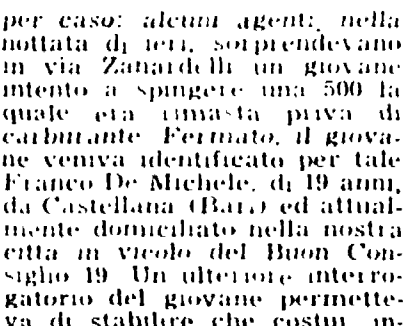 per caso: alcuni agenti, nella
nottata di ieri, sorprendevano
in via Zanardelli un giovane
intento a spingere una 500 la
quale era rimasta priva di
carburante Fermato, il giova-
ne veniva identificato per tale
Franco De Michele, di 19 anni,
da Castellana (Bari) ed attual-
mente domiciliato nella nostra
citta in vicolo del Buon Con-
siglio 19 Un ulteriore interro-
gatorio del giovane permette-
va di stabilire che costui, in-